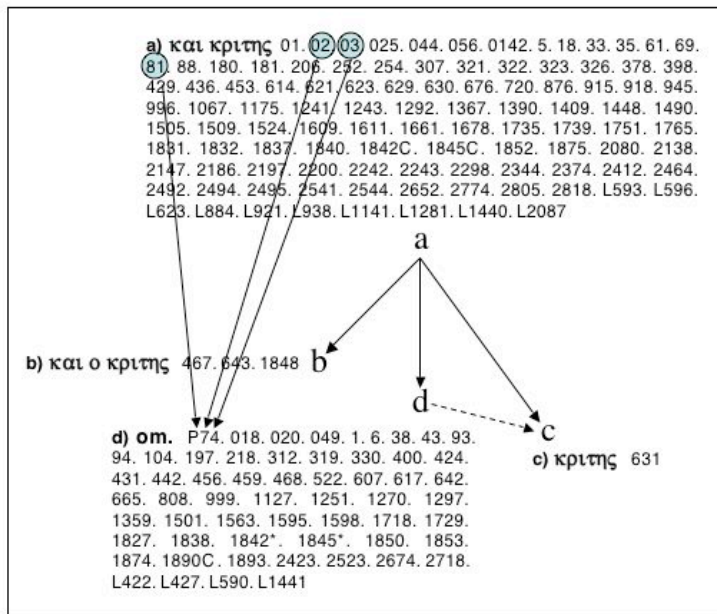 a) και κριτης 01. 02. 03. 025. 044. 056. 0142. 5. 18. 33. 35. 61. 69.
81. 88. 180. 181. 206. 252. 254. 307. 321. 322. 323. 326. 378. 398.
429. 436. 453. 614. 621. 623. 629. 630. 676. 720. 876. 915. 918. 945.
996. 1067. 1175. 1241. 1243. 1292. 1367. 1390. 1409. 1448. 1490.
1505. 1509. 1524. 1609. 1611. 1661. 1678. 1735. 1739. 1751. 1765.
1831. 1832. 1837. 1840. 1842C. 1845C. 1852. 1875. 2080. 2138.
2147. 2186. 2197. 2200. 2242. 2243. 2298. 2344. 2374. 2412. 2464.
2492. 2494. 2495. 2541. 2544. 2652. 2774. 2805. 2818. L593. L596.
L623. L884. L921. L938. L1141. L1281. L1440. L2087
a
b) και ο κριτης 467. 643. 1848 b
d
c
c) κριτης 631
d) om. P74. 018. 020. 049. 1. 6. 38. 43. 93.
94. 104. 197. 218. 312. 319. 330. 400. 424.
431. 442. 456. 459. 468. 522. 607. 617. 642.
665. 808. 999. 1127. 1251. 1270. 1297.
1359. 1501. 1563. 1595. 1598. 1718. 1729.
1827. 1838. 1842*. 1845*. 1850. 1853.
1874. 1890C. 1893. 2423. 2523. 2674. 2718.
L422. L427. L590. L1441